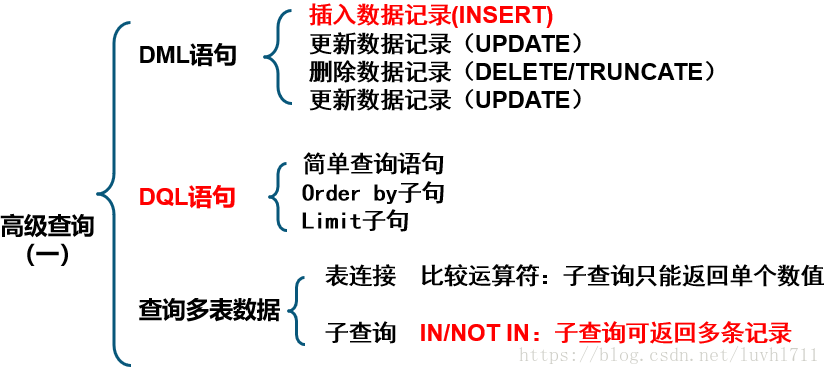 高级查询
（一）
DML语句
插入数据记录(INSERT)
更新数据记录（UPDATE）
删除数据记录（DELETE/TRUNCATE）
更新数据记录（UPDATE）
DQL语句
简单查询语句
Order by子句
Limit子句
查询多表数据
表连接 比较运算符：子查询只能返回单个数值
子查询 IN/NOT IN：子查询可返回多条记录
https://blog.csdn.net/luvhl711